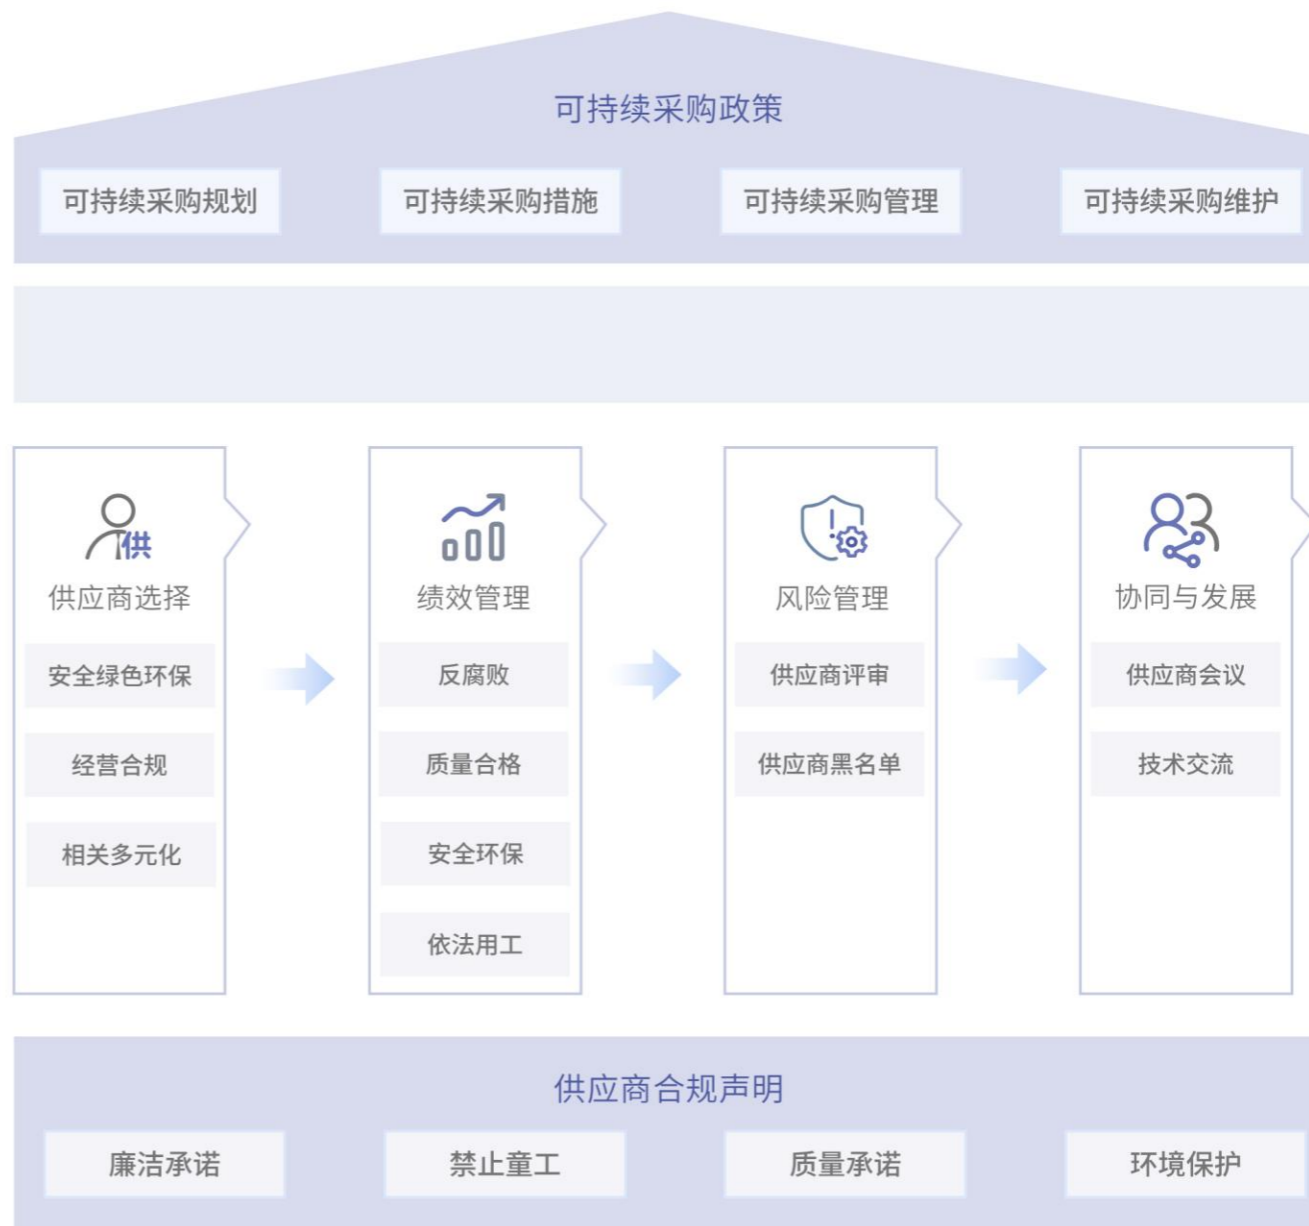 可持续采购政策
可持续采购规划
可持续采购措施
可持续采购管理
可持续采购维护
供
供应商选择
安全绿色环保
经营合规
相关多元化
绩效管理
反腐败
质量合格
安全环保
依法用工
风险管理
供应商评审
供应商黑名单
协同与发展
供应商会议
技术交流
供应商合规声明
廉洁承诺
禁止童工
质量承诺
环境保护